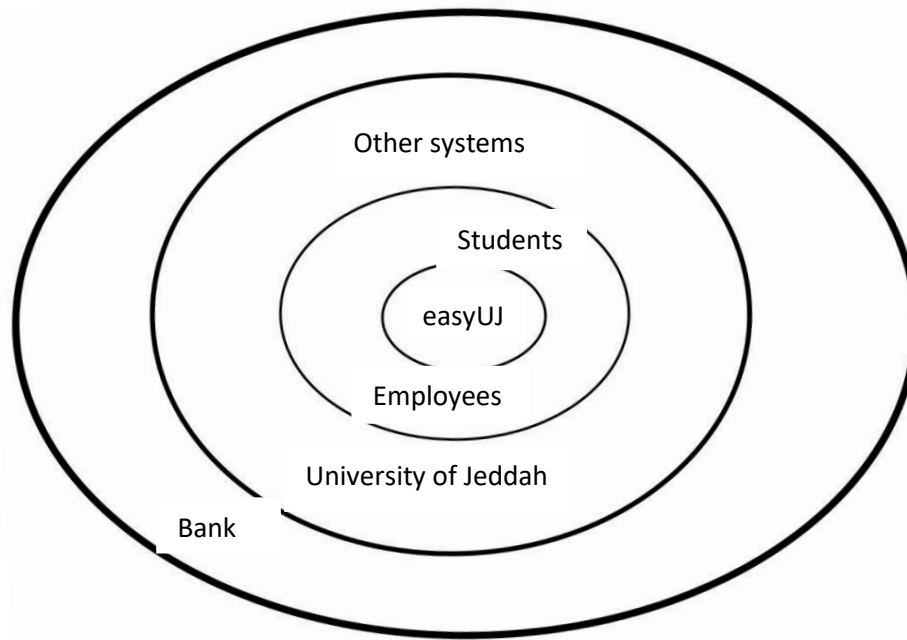 Other systems
Students
easyUJ
Employees
University of Jeddah
Bank